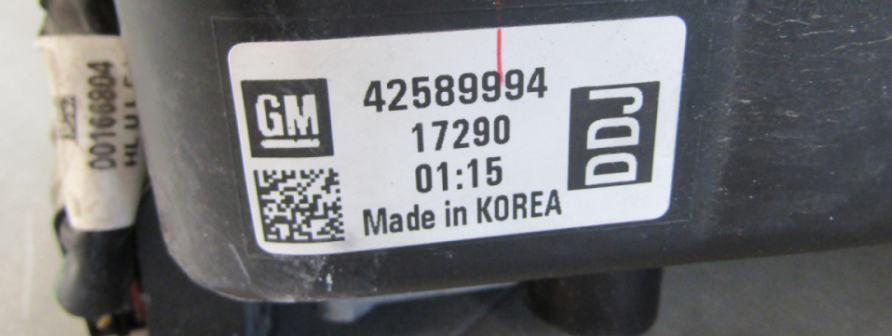 GM
42589994
17290
01:15
Made in KOREA
DDJ
00166804